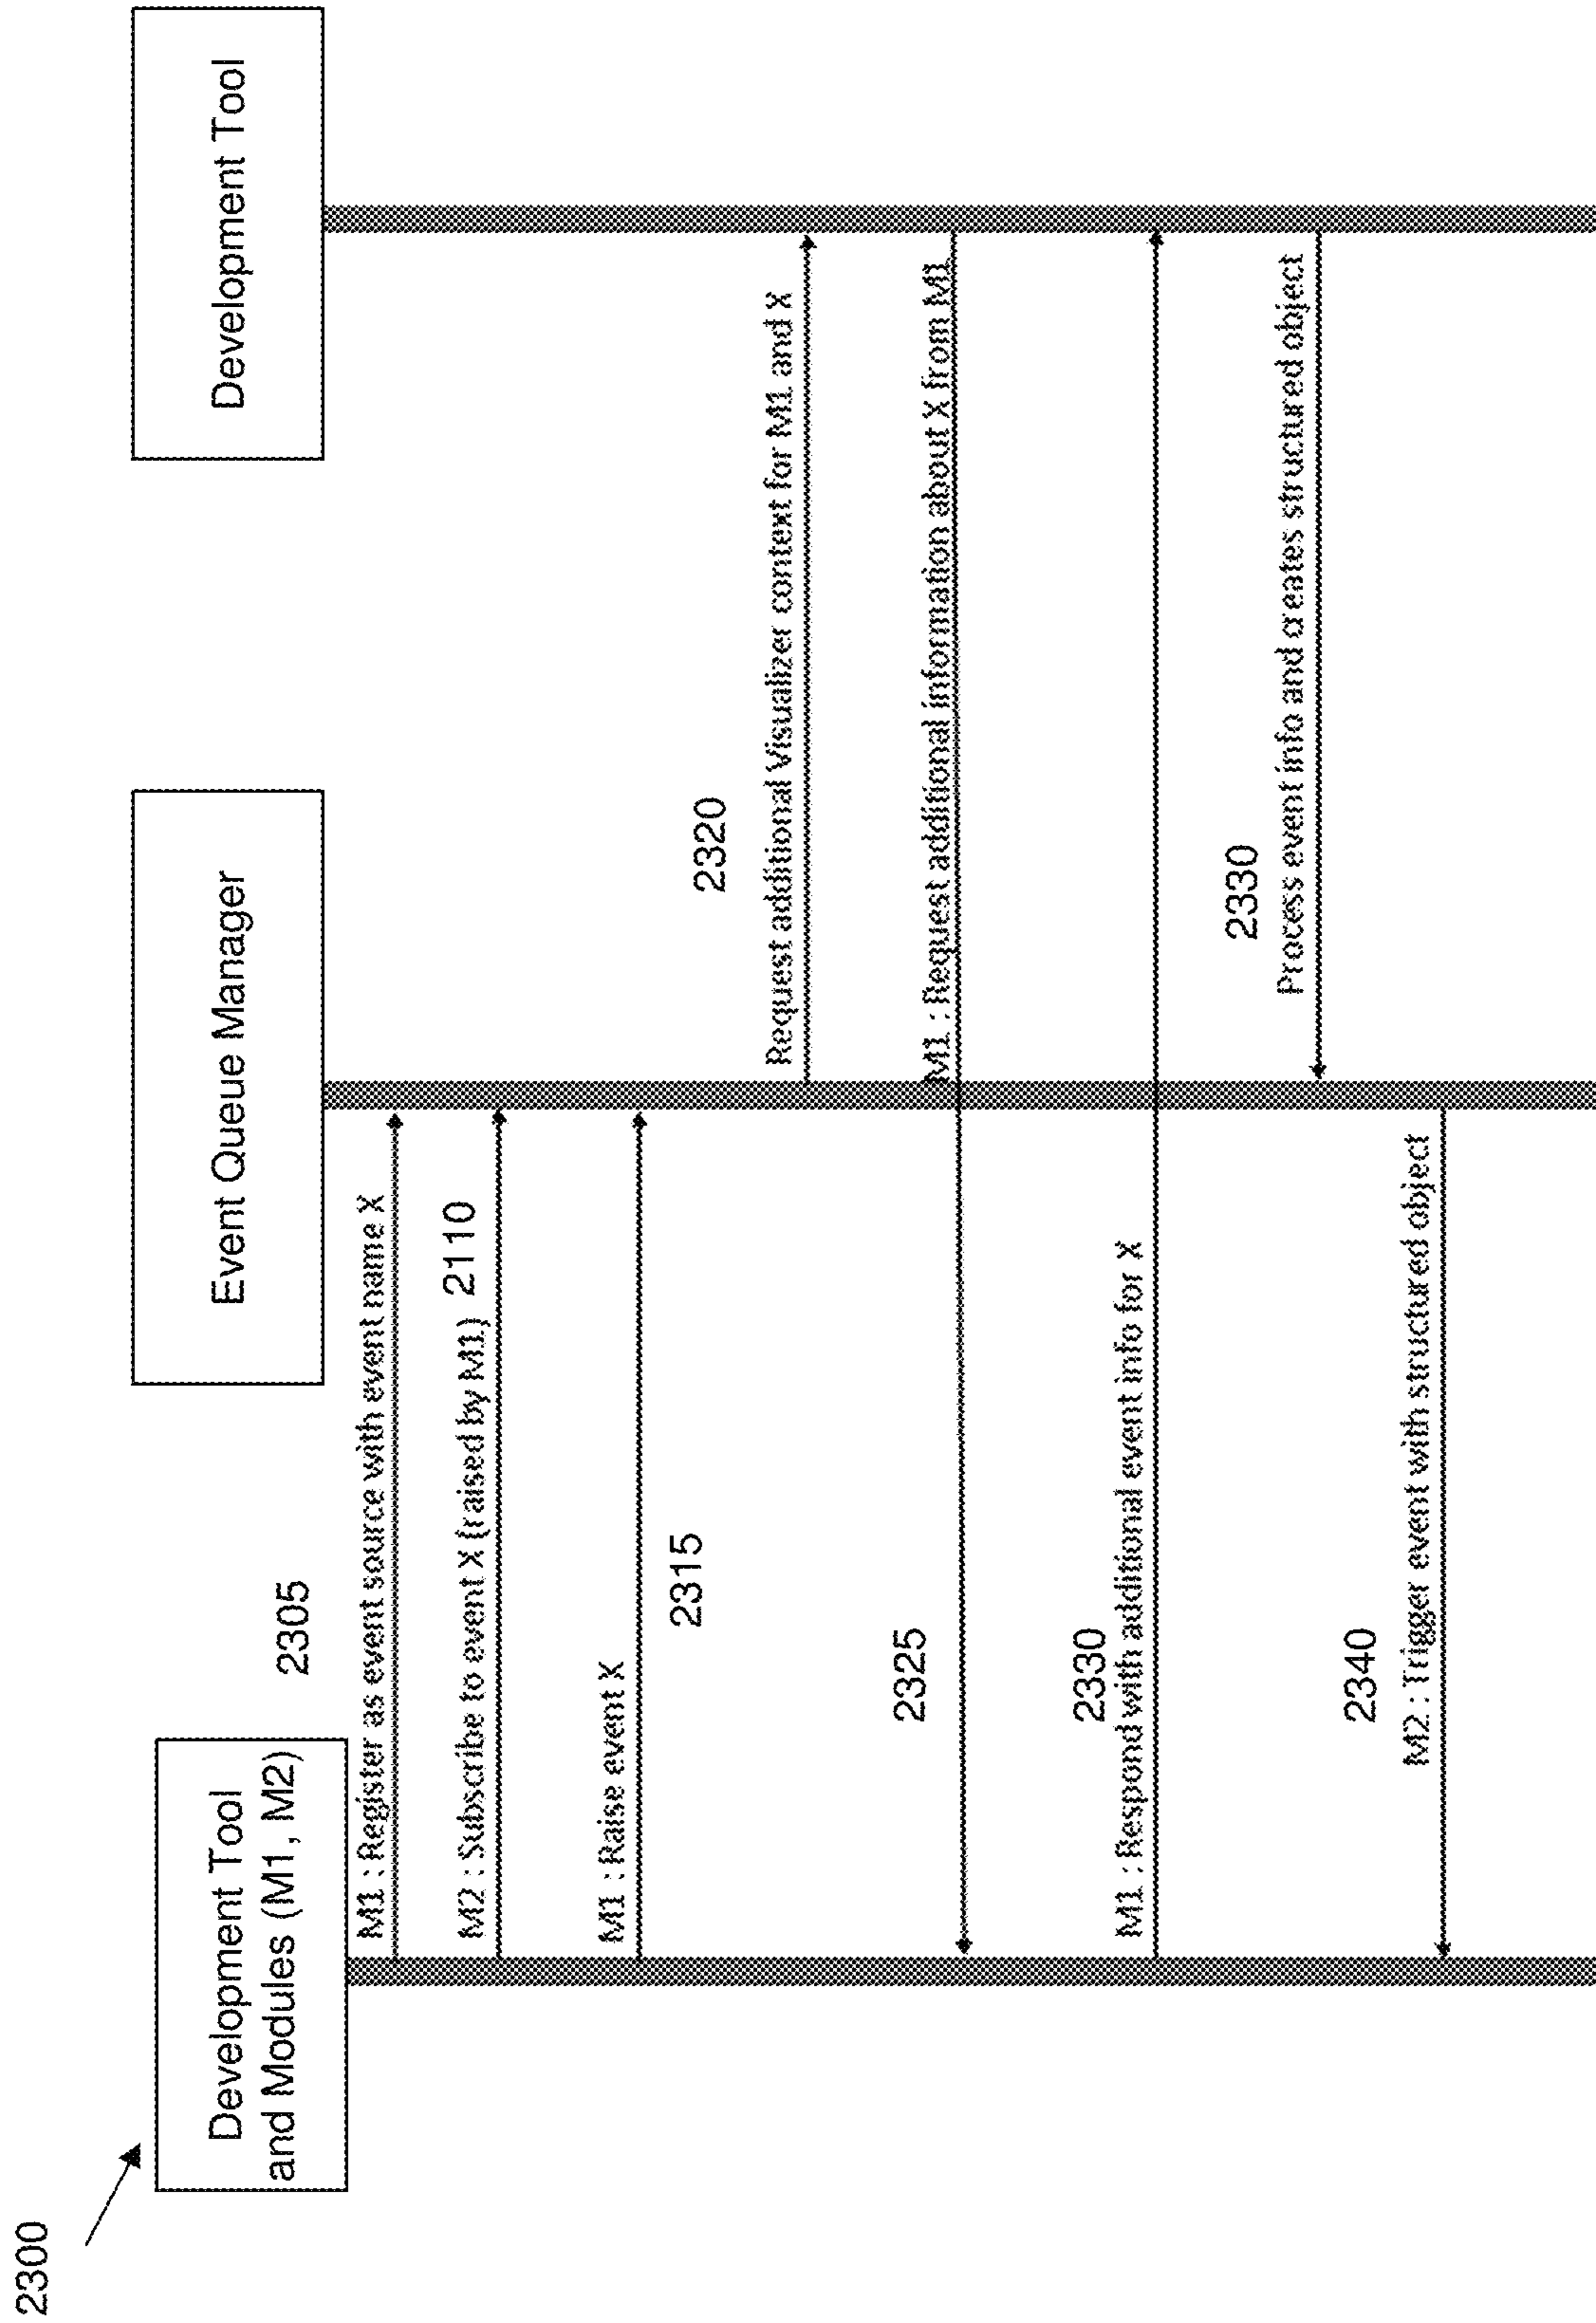 2300
Development Tool
and Modules (M1, M2)
Event Queue Manager
Development Tool
2305
M1 : Register as event source with event name X
M2 : Subscribe to event X (raised by M1) 2110
M1 : Raise event X
2315
2320
Request additional Visualizer context for M1 and X
2325
M1 : Request additional information about X from M1
2330
M1 : Respond with additional event info for X
2330
Process event info and creates structured object
2340
M2 : Trigger event with structured object